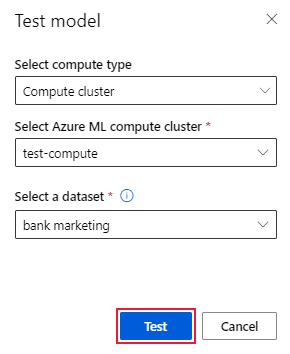 Test model
Select compute type
Compute cluster
Select Azure ML compute cluster *
test-compute
Select a dataset *
bank marketing
Test
Cancel